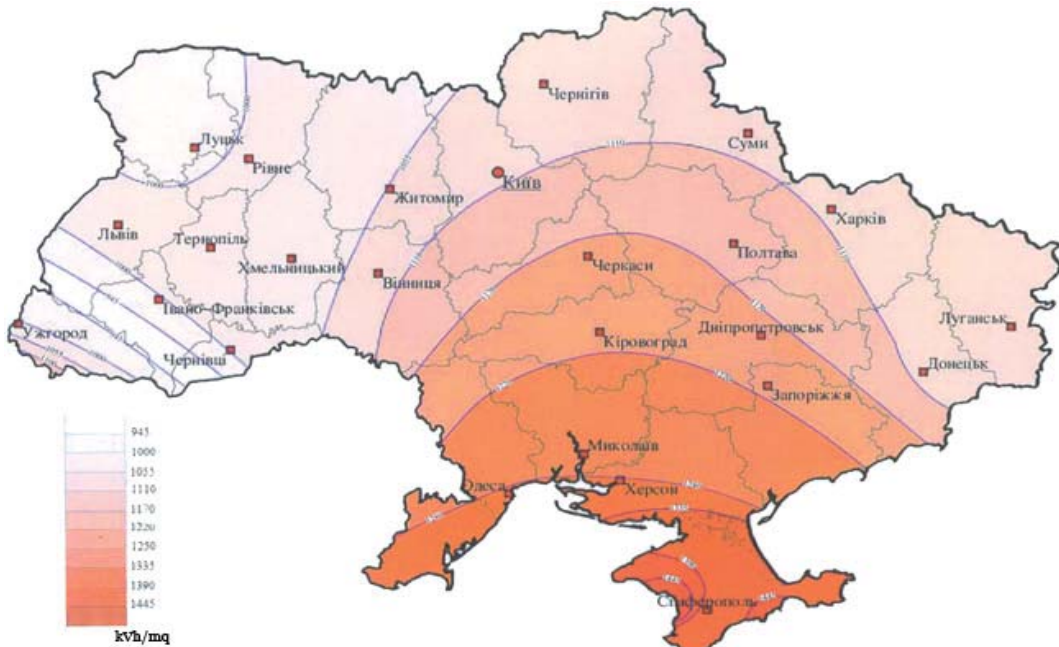 Чернігів
Луцьк
Суми
Рівне
Київ
Житомир
Харків
Львів
Тернопіль
Полтава
Хмельницький
Черкаси
Вінниця
Івано-Франківськ
Луганськ
Ужгород
Дніпропетровськ
Кіровоград
Чернівці
Донецьк
Запоріжжя
Миколаїв
Одеса
Херсон
Сімферополь
945
1000
1055
1110
1170
1220
1250
1335
1390
1445
kVh/mq